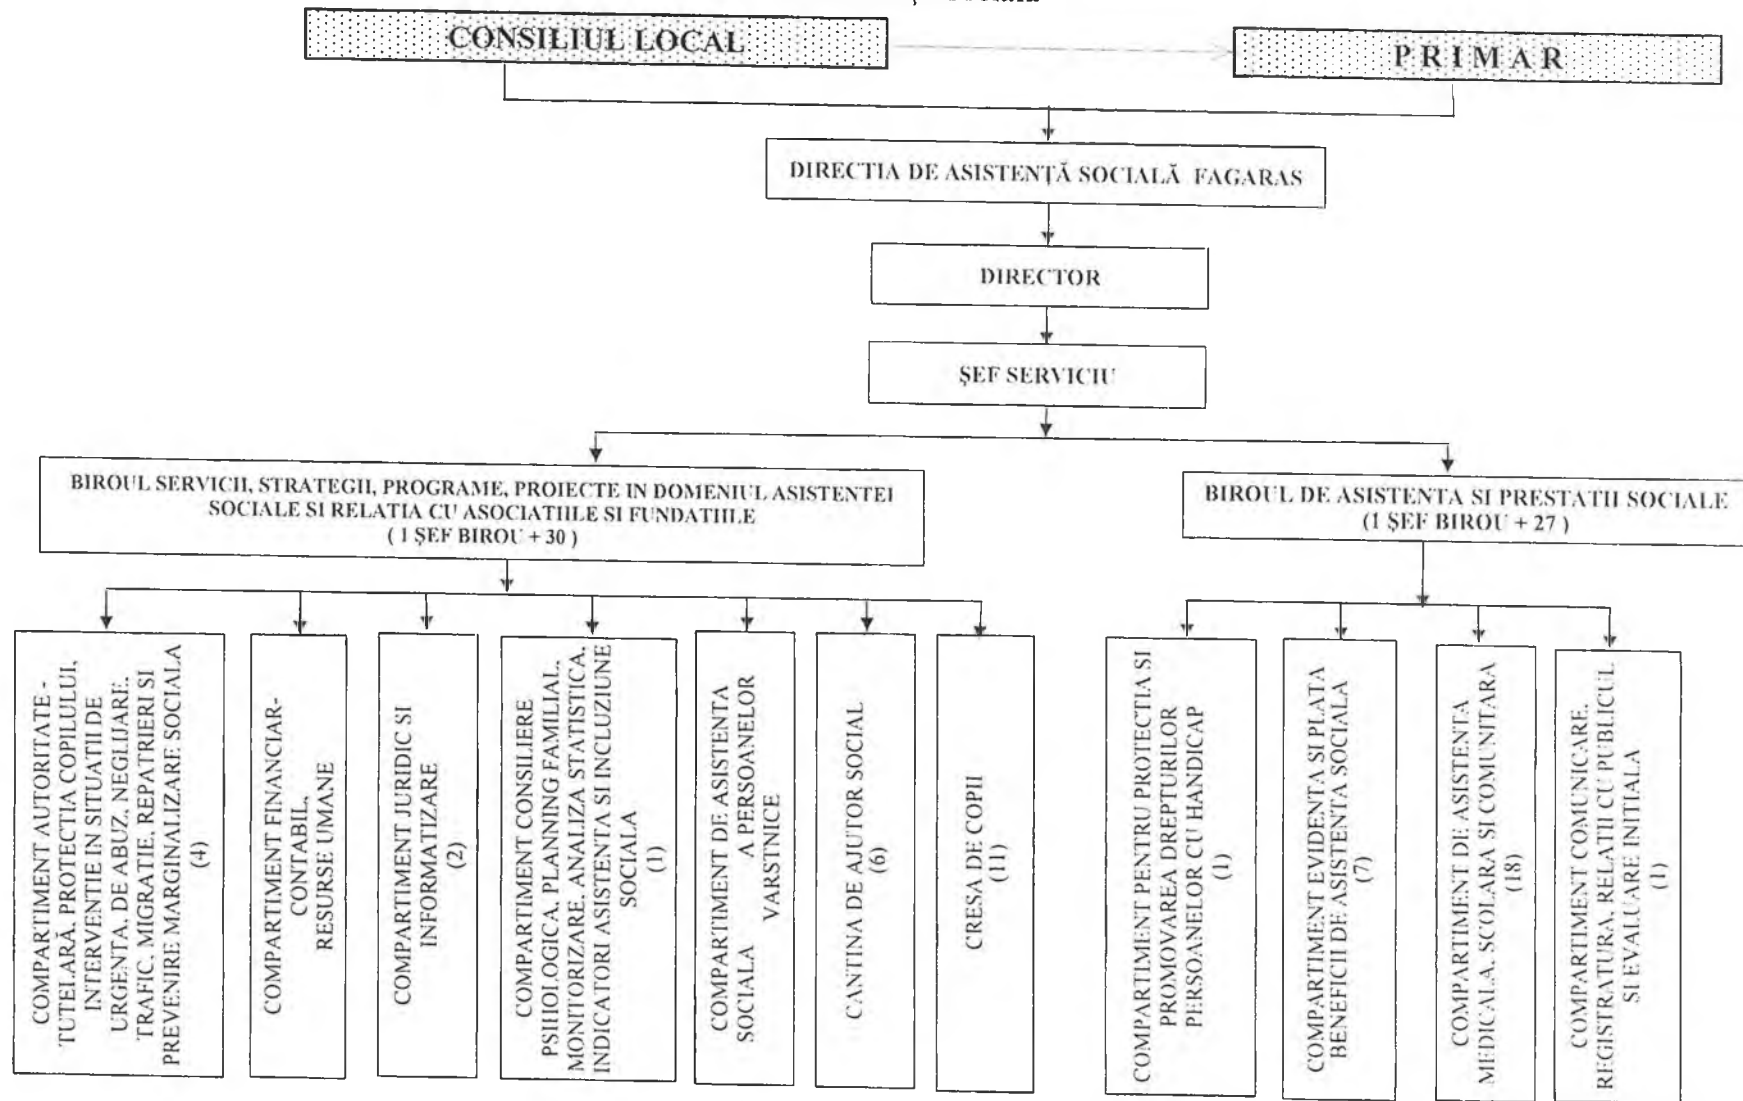 CONSILIUL LOCAL
PRIMAR
DIRECTIA DE ASISTENȚĂ SOCIALĂ FAGARAS
DIRECTOR
ŞEF SERVICIU
BIROUL SERVICII, STRATEGII, PROGRAME, PROIECTE IN DOMENIUL ASISTENTEI
SOCIALE SI RELATIA CU ASOCIATIILE SI FUNDATIILE
( 1 ŞEF BIROU + 30 )
BIROUL DE ASISTENTA SI PRESTATII SOCIALE
(1 ŞEF BIROU + 27 )
COMPARTIMENT AUTORITATE -
TUTELARĂ, PROTECTIA COPILULUI,
INTERVENTIE IN SITUATII DE
URGENTA, DE ABUZ, NEGLIJARE,
TRAFIC, MIGRATIE, REPATRIERI SI
PREVENIRE MARGINALIZARE SOCIALA
(4)
COMPARTIMENT FINANCIAR-
CONTABIL,
RESURSE UMANE
COMPARTIMENT JURIDIC SI
INFORMATIZARE
(2)
COMPARTIMENT CONSILIERE
PSIHOLOGICA, PLANNING FAMILIAL,
MONITORIZARE, ANALIZA STATISTICA,
INDICATORI ASISTENTA SI INCLUZIUNE
SOCIALA
(1)
COMPARTIMENT DE ASISTENTA
SOCIALA A PERSOANELOR
VARSTNICE
CANTINA DE AJUTOR SOCIAL
(6)
CRESA DE COPII
(11)
COMPARTIMENT PENTRU PROTECTIA SI
PROMOVAREA DREPTURILOR
PERSOANELOR CU HANDICAP
(1)
COMPARTIMENT EVIDENTA SI PLATA
BENEFICII DE ASISTENTA SOCIALA
(7)
COMPARTIMENT DE ASISTENTA
MEDICALA, SCOLARA SI COMUNITARA
(18)
COMPARTIMENT COMUNICARE,
REGISTRATURA, RELATII CU PUBLICUL
SI EVALUARE INITIALA
(1)